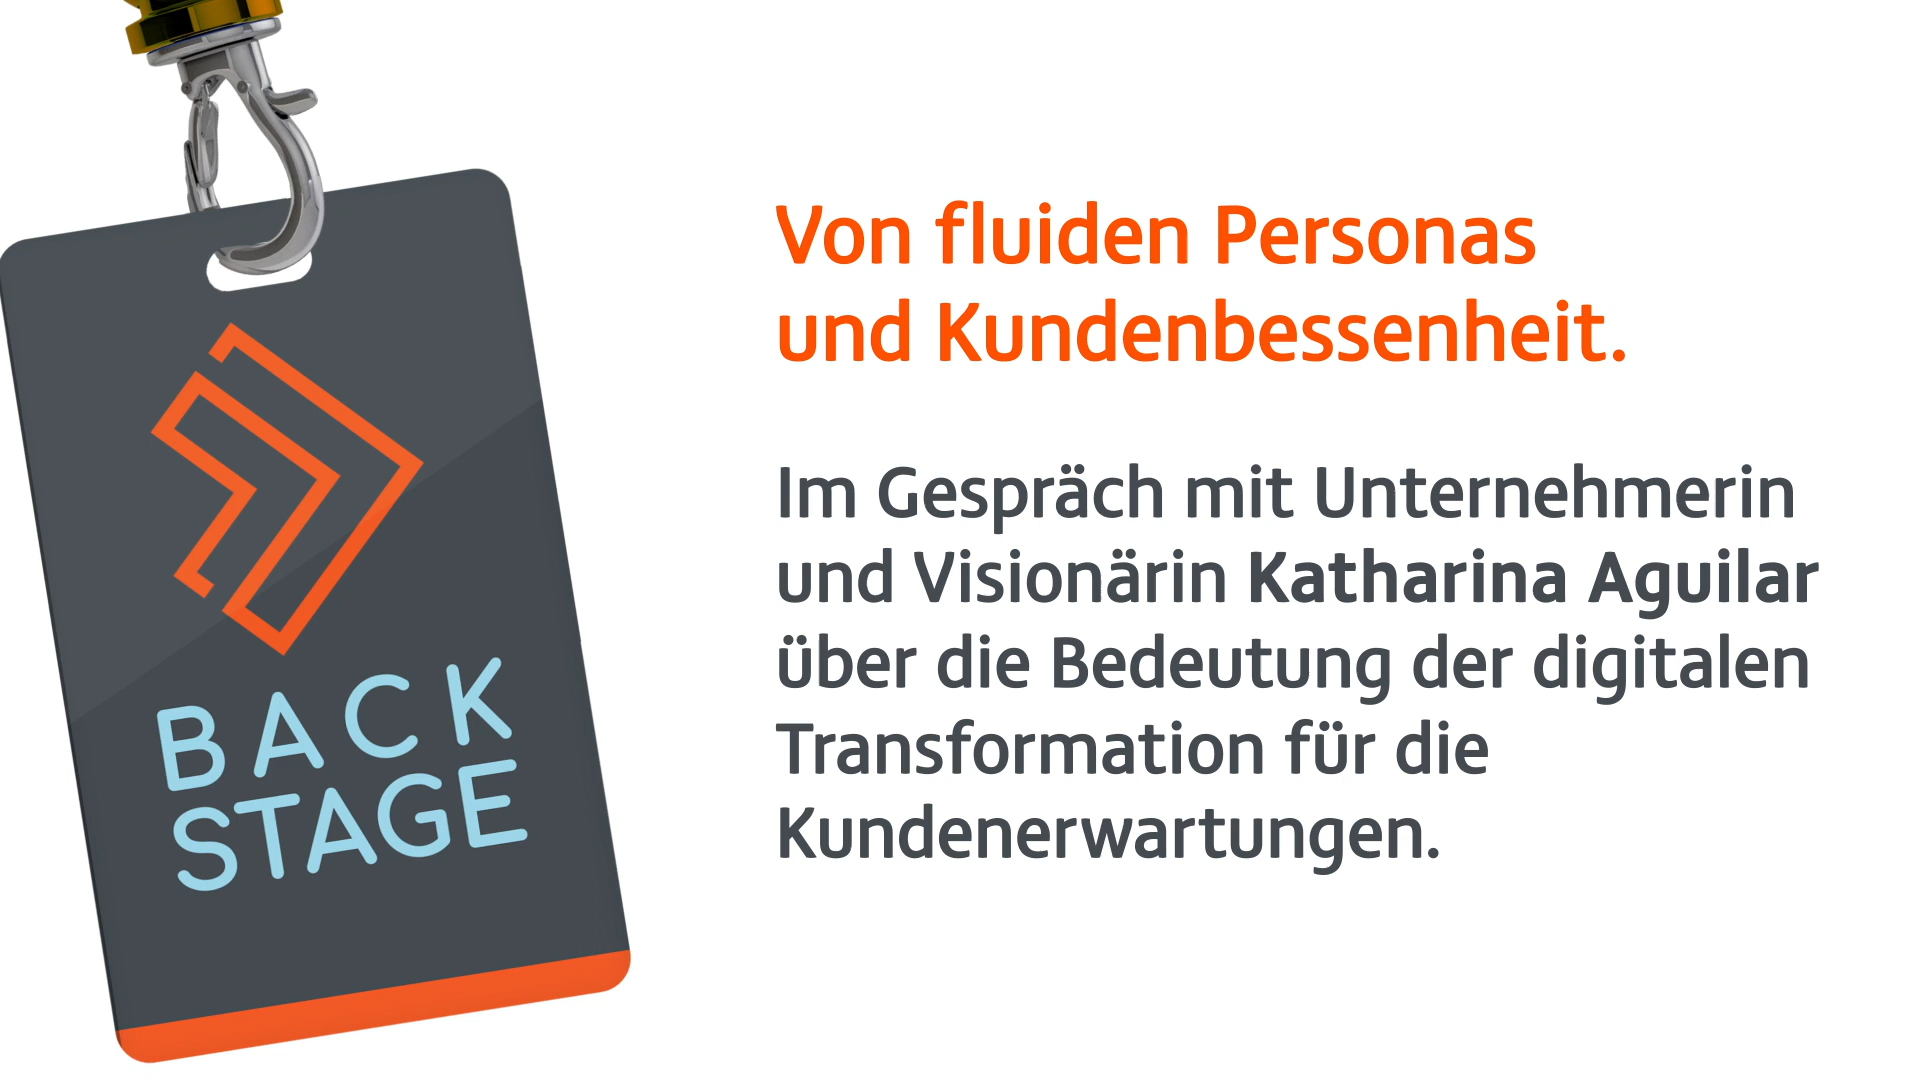 BACK
STAGE
Von fluiden Personas
und Kundenbessenheit.
Im Gespräch mit Unternehmerin
und Visionärin Katharina Aguilar
über die Bedeutung der digitalen
Transformation für die
Kundenerwartungen.